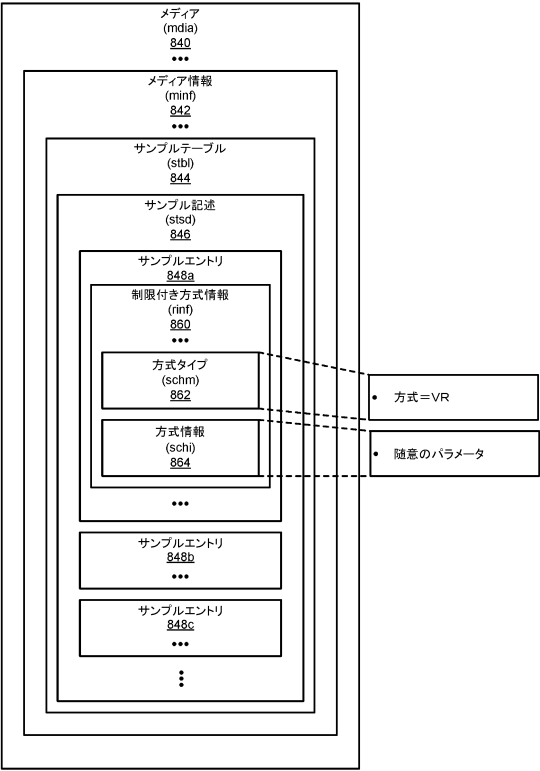 メディア
(mdia)
840
•••
メディア情報
(minf)
842
•••
サンプルテーブル
(stbl)
844
サンプル記述
(stsd)
846
サンプルエントリ
848a
制限付き方式情報
(rinf)
860
•••
方式タイプ
(schm)
862
• 方式=VR
方式情報
(schi)
864
• 随意のパラメータ
•••
サンプルエントリ
848b
•••
サンプルエントリ
848c
•••